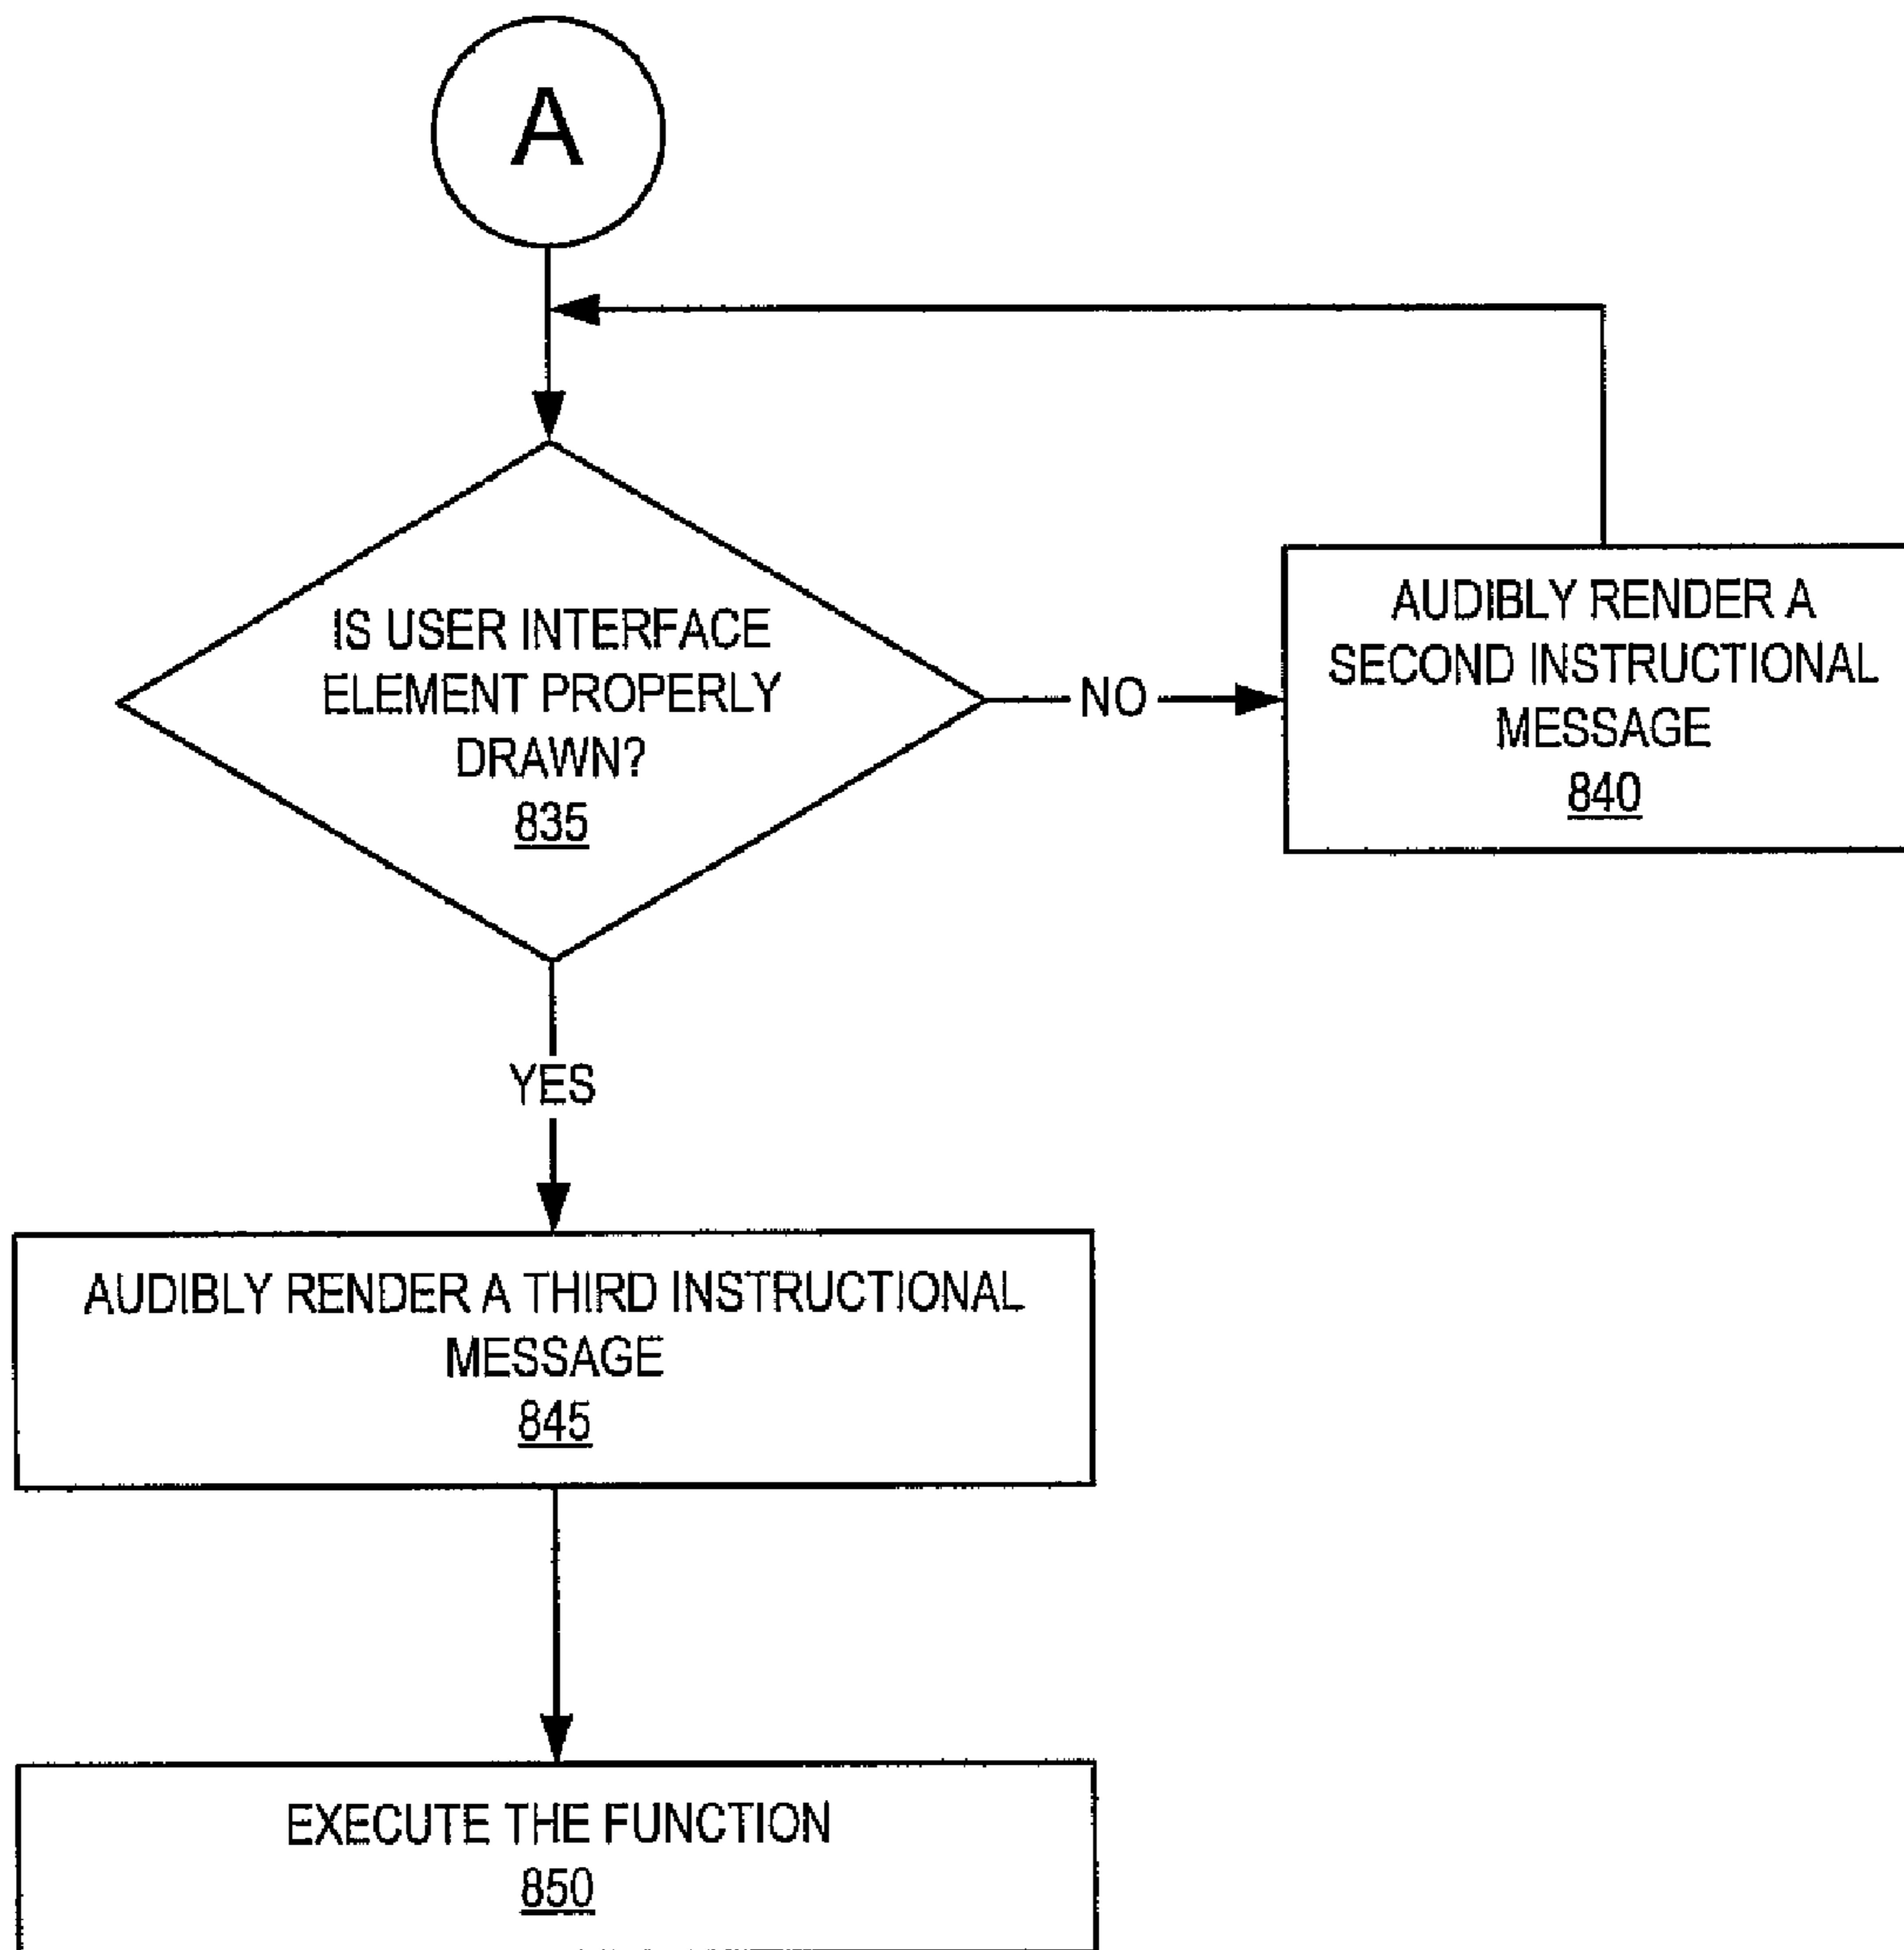 A
IS USER INTERFACE
ELEMENT PROPERLY
DRAWN?
835
NO
AUDIBLY RENDER A
SECOND INSTRUCTIONAL
MESSAGE
840
YES
AUDIBLY RENDER A THIRD INSTRUCTIONAL
MESSAGE
845
EXECUTE THE FUNCTION
850